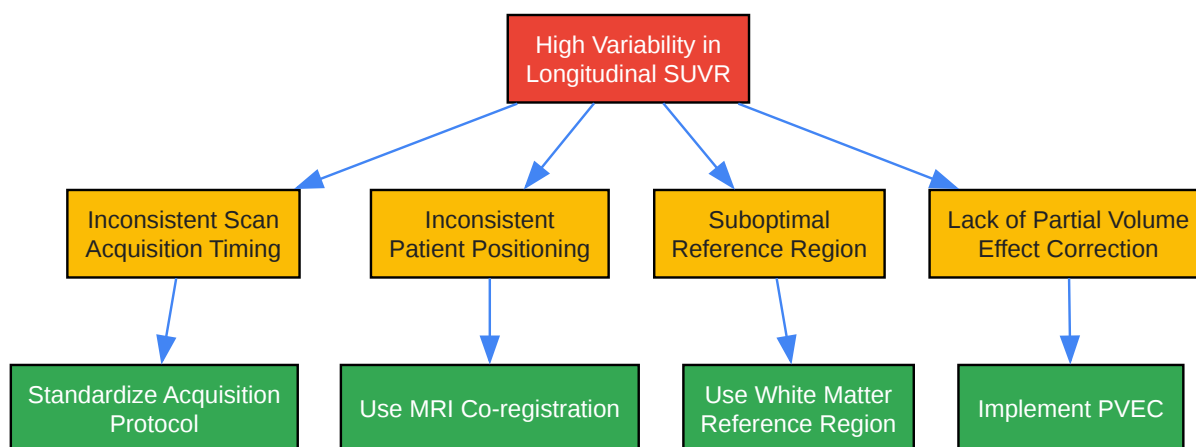 High Variability in
Longitudinal SUVR
Inconsistent Scan
Acquisition Timing
Inconsistent
Patient Positioning
Suboptimal
Reference Region
Lack of Partial Volume
Effect Correction
Standardize Acquisition
Protocol
Use MRI Co-registration
Use White Matter
Reference Region
Implement PVEC